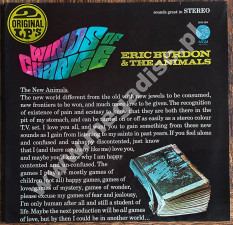 sounds great in STEREO
2
ORIGINAL
L.P.'S
WINDS OF
CHANGE
ERIC BURDON
& THE ANIMALS
The New Animals.
The new world different from the old with new jewels to be consumed,
new frontiers to be won, and much more love to be given. The recognition
of existence of pain and ecstasy in that they are both there in the
pit of my stomach, and can be turned on or off as easily as a stereo colour
T.V. set. I love you all, and want you to gain something from these new
sounds as I gain from listening to my saints in past years. If you feel alone
and confused and unhappy, discontented, just know
that I (and there are others like me) love you,
and maybe you'll know why I am happy
contented and confused. The
games I play are mostly games of
children (not all) happy games, games of
love, games of mystery, games of wonder,
please excuse my games of fear and jealousy,
I'm only human after all and still a student of
life. Maybe the next production will be all games
of love, but by then I could be in another world...